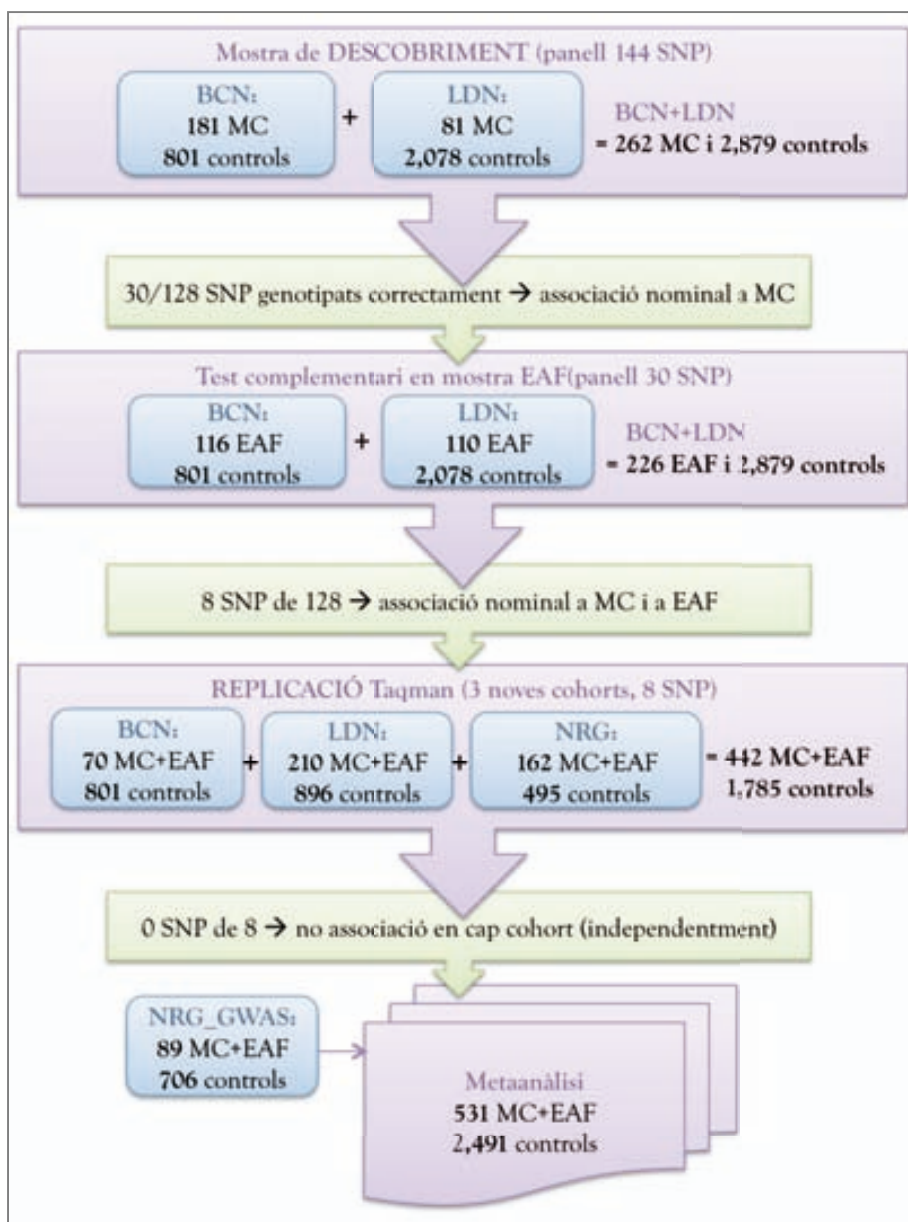 Mostra de DESCOBRIMENT (panell 144 SNP)
BCN:
181 MC
801 controls
+
LDN:
81 MC
2,078 controls
BCN+LDN
= 262 MC i 2,879 controls
30/128 SNP genotipats correctament → associació nominal a MC
Test complementari en mostra EAF(panell 30 SNP)
BCN:
116 EAF
801 controls
+
LDN:
110 EAF
2,078 controls
BCN+LDN
= 226 EAF i 2,879 controls
8 SNP de 128 → associació nominal a MC i a EAF
REPLICACIÓ Taqman (3 noves cohorts, 8 SNP)
BCN:
70 MC+EAF
801 controls
+
LDN:
210 MC+EAF
896 controls
+
NRG:
162 MC+EAF
495 controls
= 442 MC+EAF
1,785 controls
0 SNP de 8 → no associació en cap cohort (independentment)
NRG_GWAS:
89 MC+EAF
706 controls
Metaanàlisi
531 MC+EAF
2,491 controls